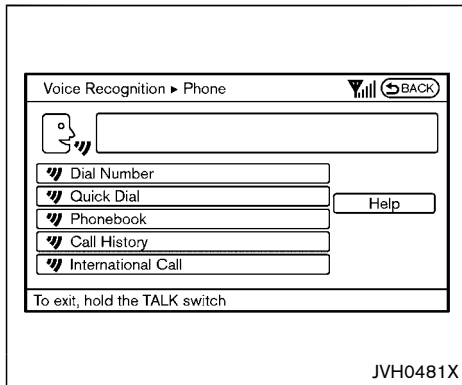 Voice Recognition ▸ Phone BACK
Dial Number
Quick Dial
Help
Phonebook
Call History
International Call
To exit, hold the TALK switch
JVH0481X